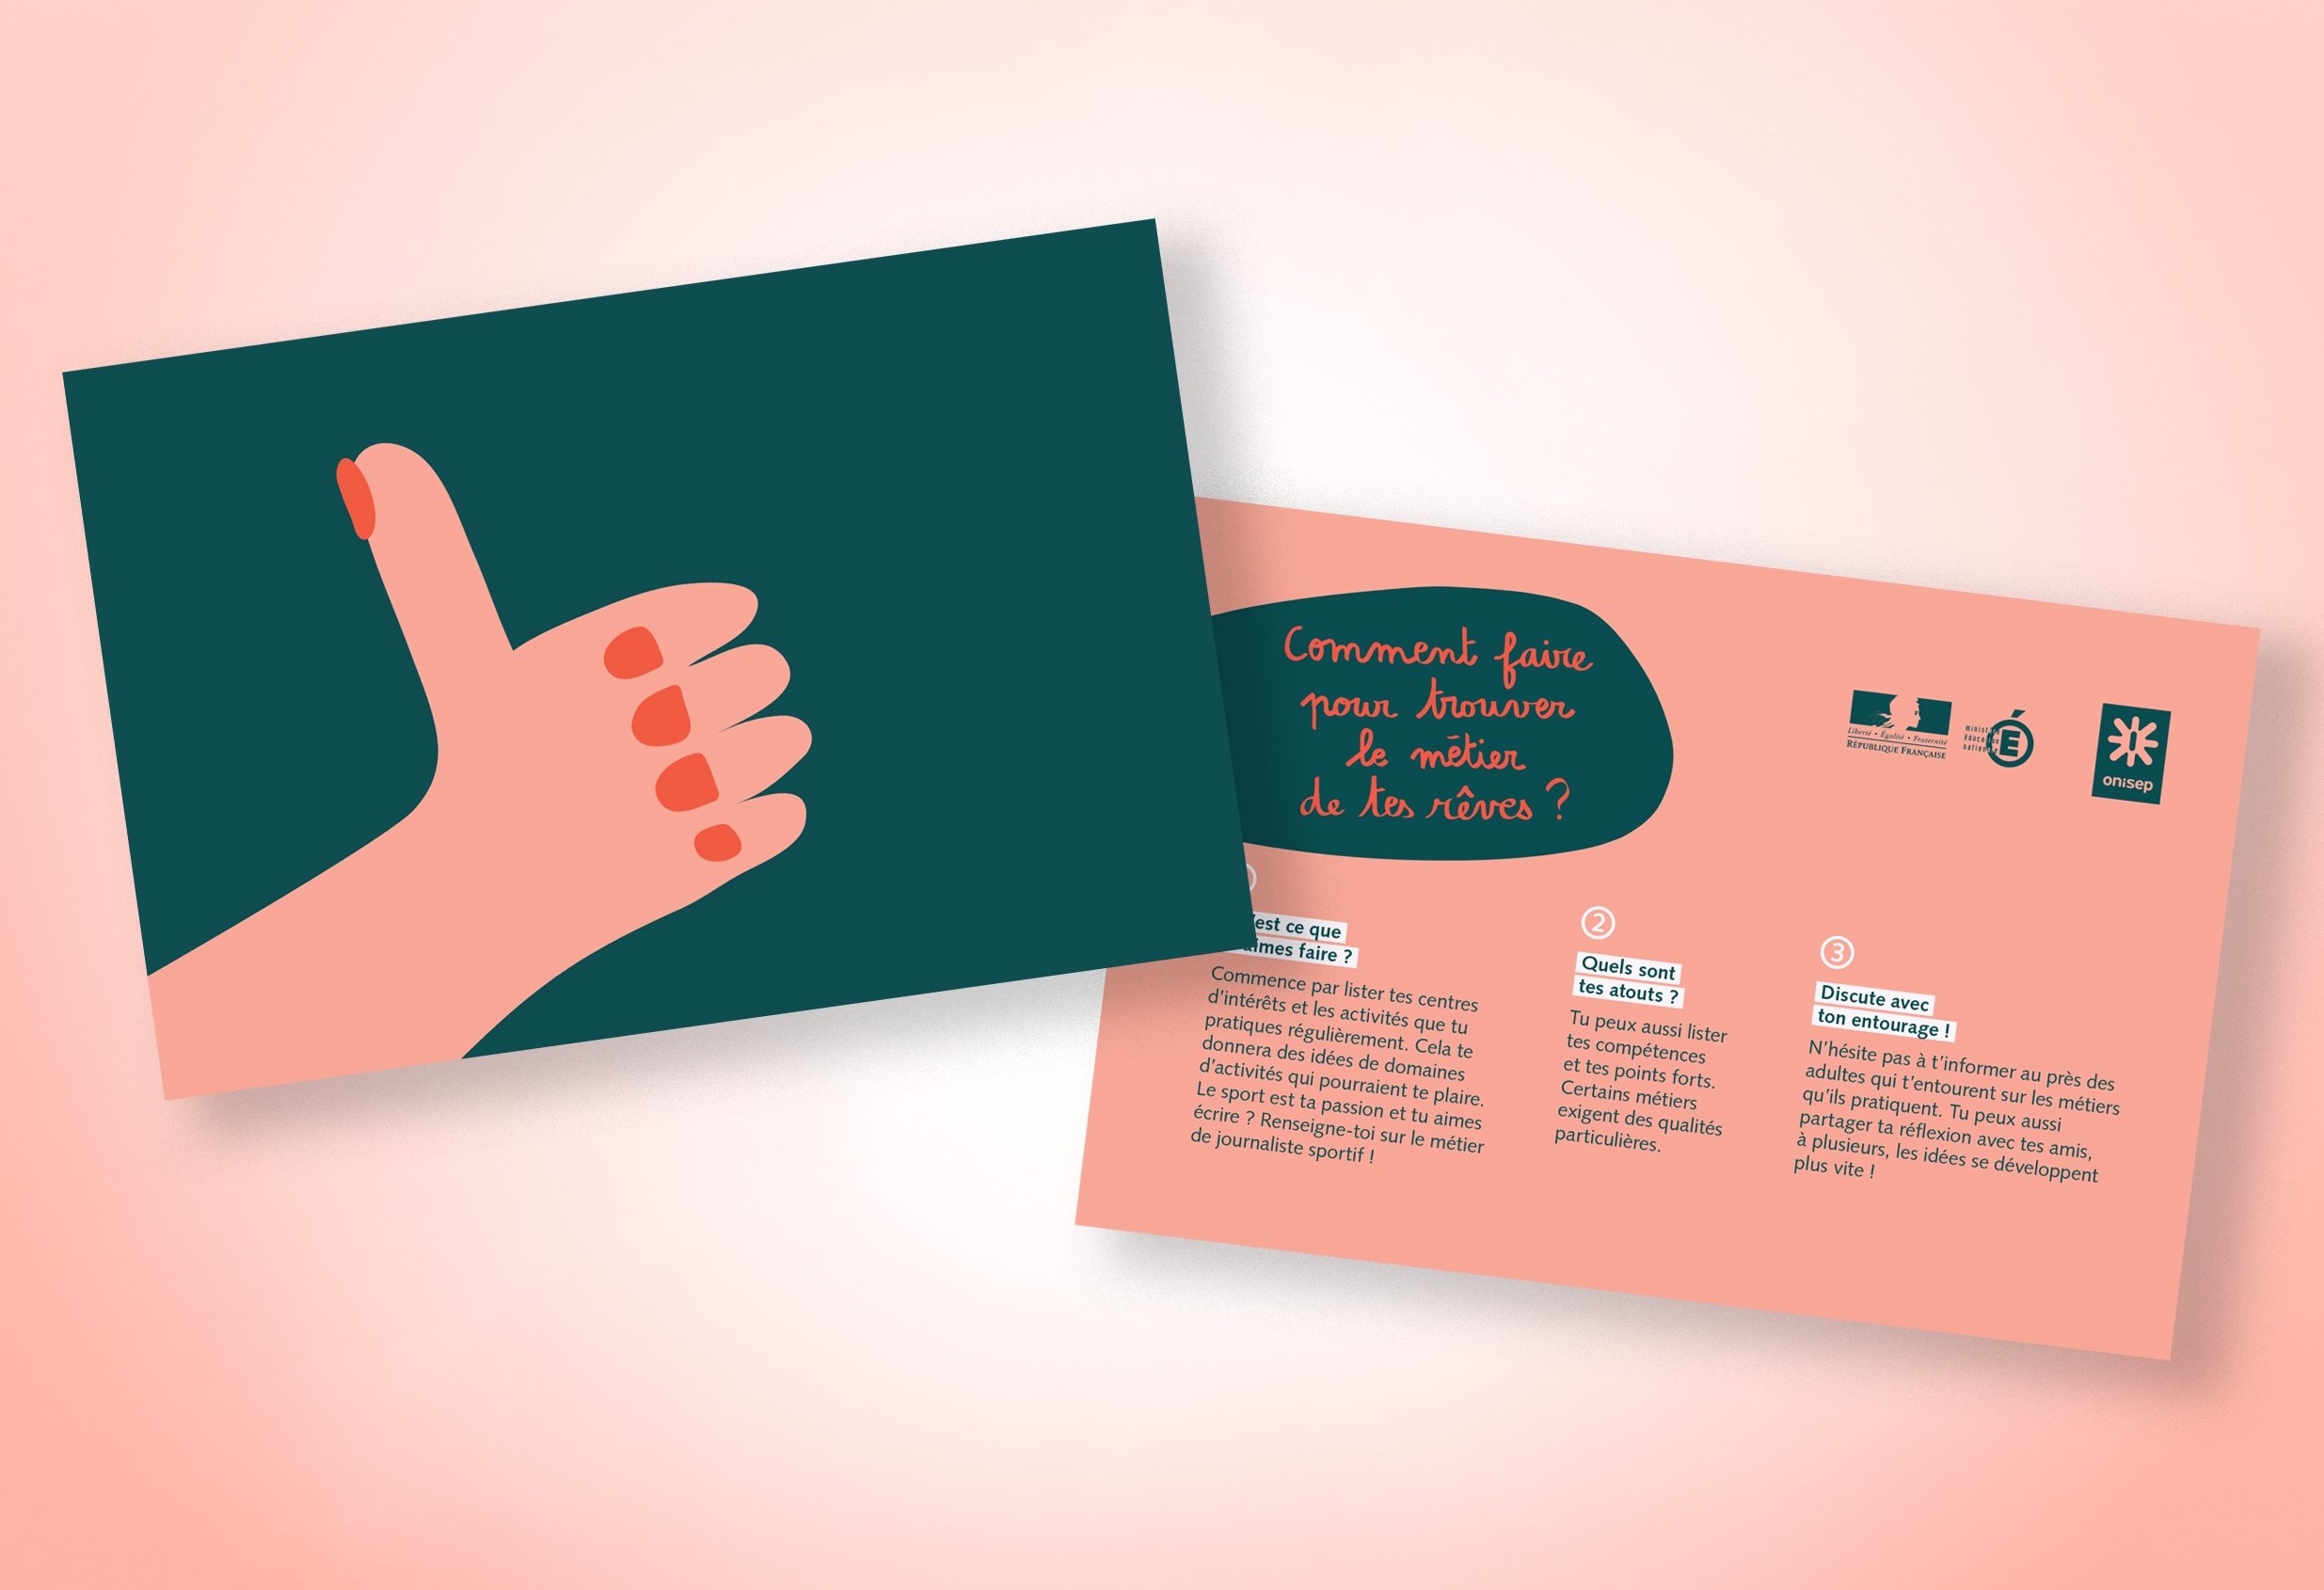 Comment faire
pour trouver
le métier
de tes rêves ?
Liberté • Égalité • Fraternité
RÉPUBLIQUE FRANÇAISE
ministère
éducation
nationale
É
onisep
est ce que
aimes faire ?
Commence par lister tes centres
d'intérêts et les activités que tu
pratiques régulièrement. Cela te
donnera des idées de domaines
d'activités qui pourraient te plaire.
Le sport est ta passion et tu aimes
écrire ? Renseigne-toi sur le métier
de journaliste sportif !
2
Quels sont
tes atouts ?
Tu peux aussi lister
tes compétences
et tes points forts.
Certains métiers
exigent des qualités
particulières.
3
Discute avec
ton entourage !
N'hésite pas à t'informer au près des
adultes qui t'entourent sur les métiers
qu'ils pratiquent. Tu peux aussi
partager ta réflexion avec tes amis,
à plusieurs, les idées se développent
plus vite !